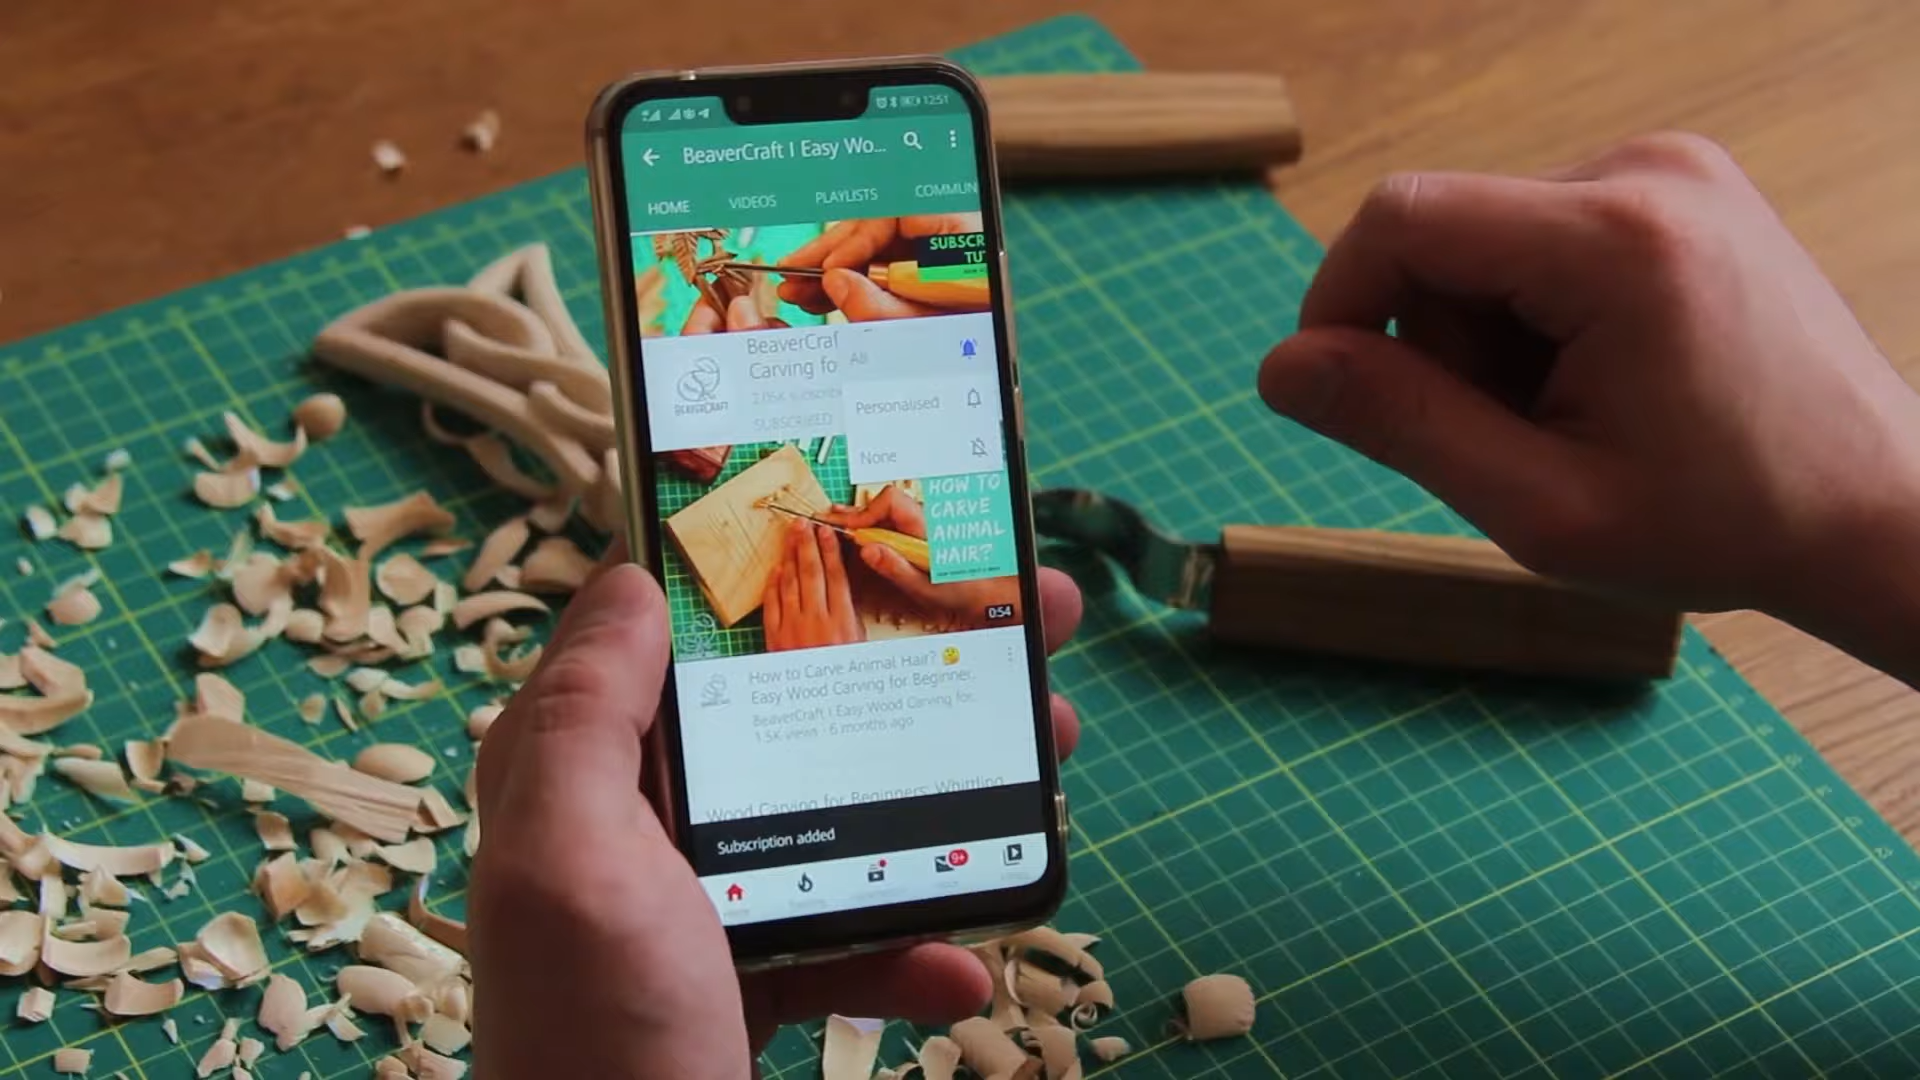 12:51
BeaverCraft I Easy Wo...
HOME VIDEOS PLAYLISTS COMMUN
SUBSCR
TU
BeaverCraf
Carving fo
All
BEAVERCRAFT
SUBSCRIBED
Personalised
None
HOW TO
CARVE
ANIMAL
HAIR?
0:54
How to Carve Animal Hair? 🤔
Easy Wood Carving for Beginner.
BeaverCraft I Easy Wood Carving for.
1.5K views · 6 months ago
Wood Carving for Beginners: Whittling
Subscription added
9+